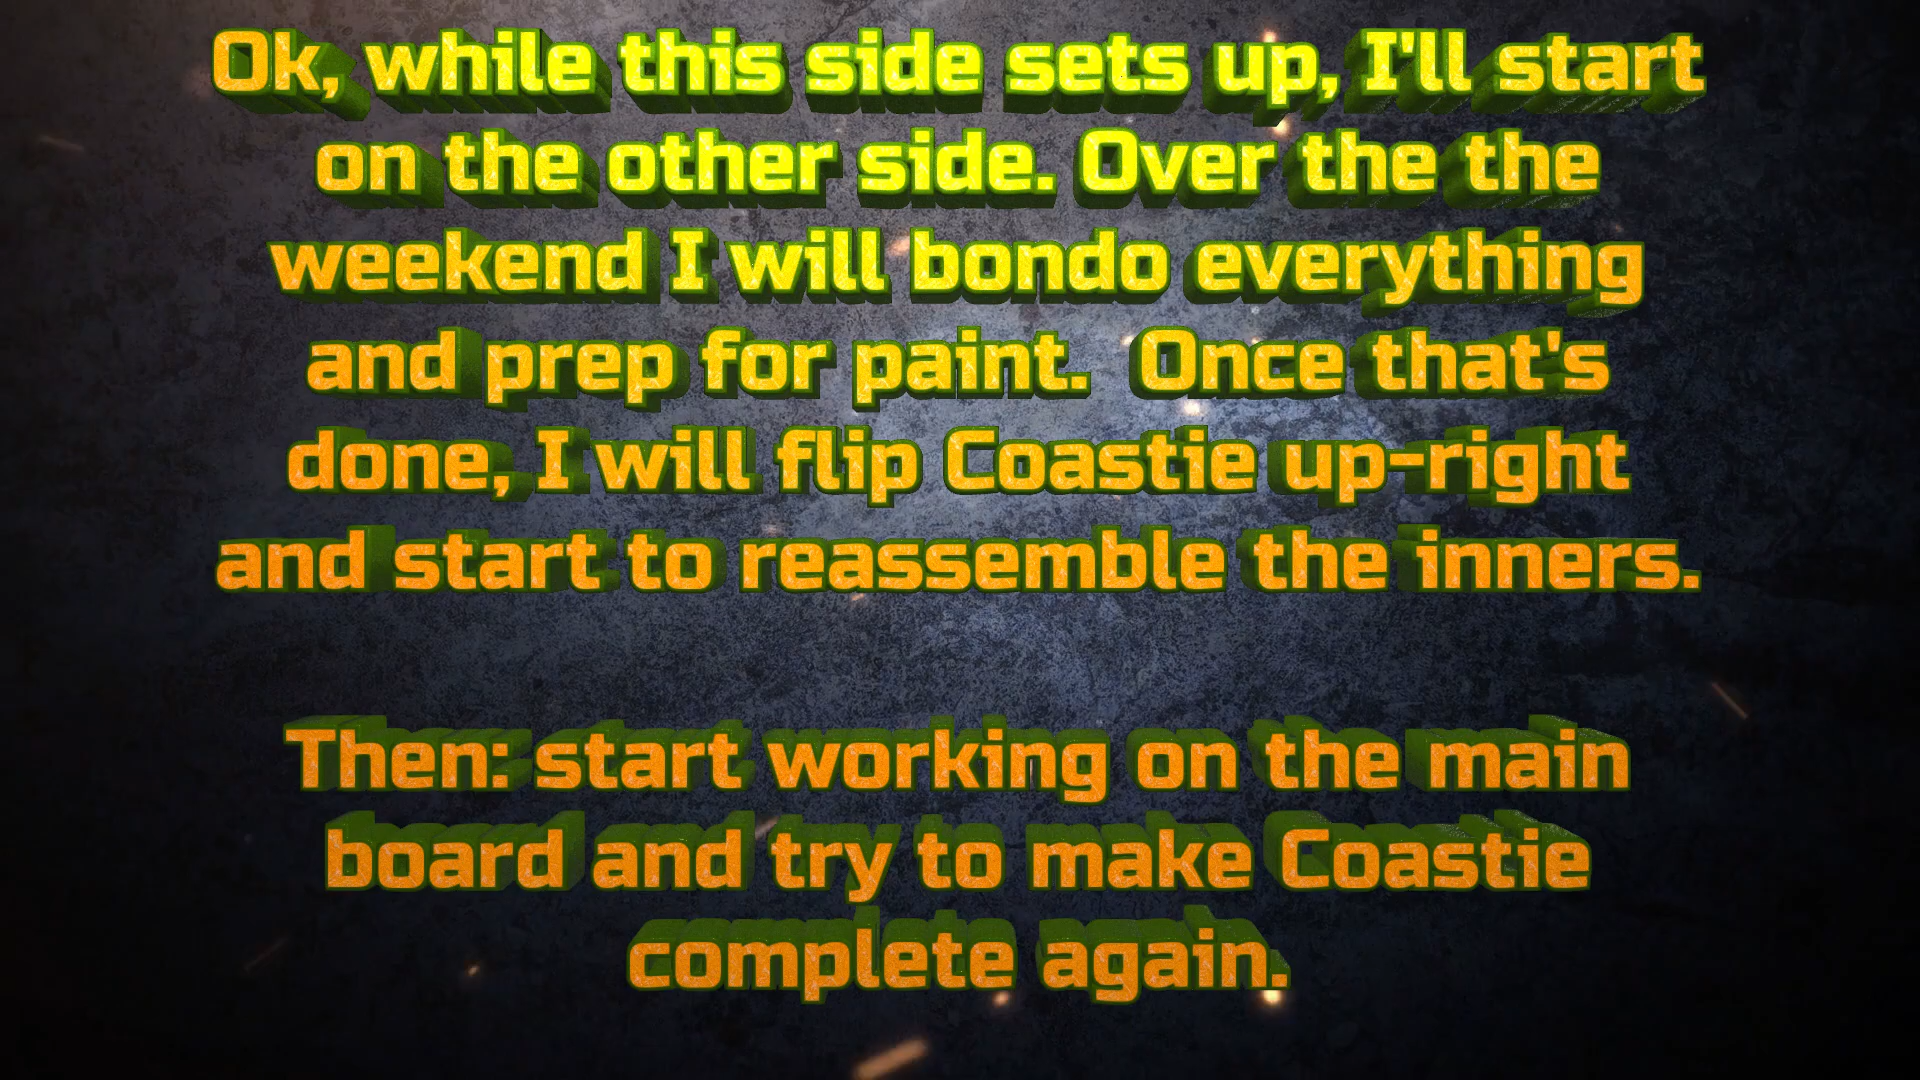 Ok, while this side sets up, I'll start
on the other side. Over the the
weekend I will bondo everything
and prep for paint.  Once that's
done, I will flip Coastie up-right
and start to reassemble the inners.
Then: start working on the main
board and try to make Coastie
complete again.